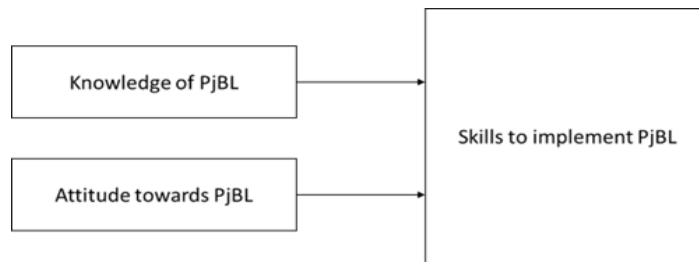 Knowledge of PjBL
Skills to implement PjBL
Attitude towards PjBL